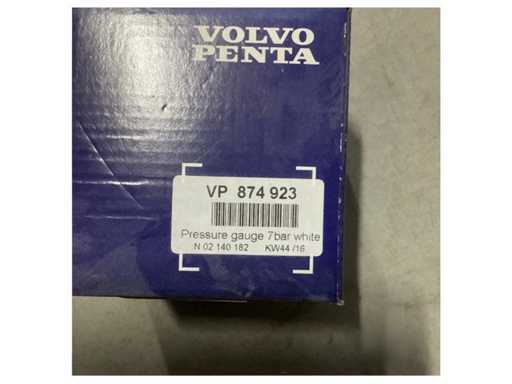 VOLVO
PENTA
VP 874 923
Pressure gauge 7bar white
N 02 140 182 KW44 /16